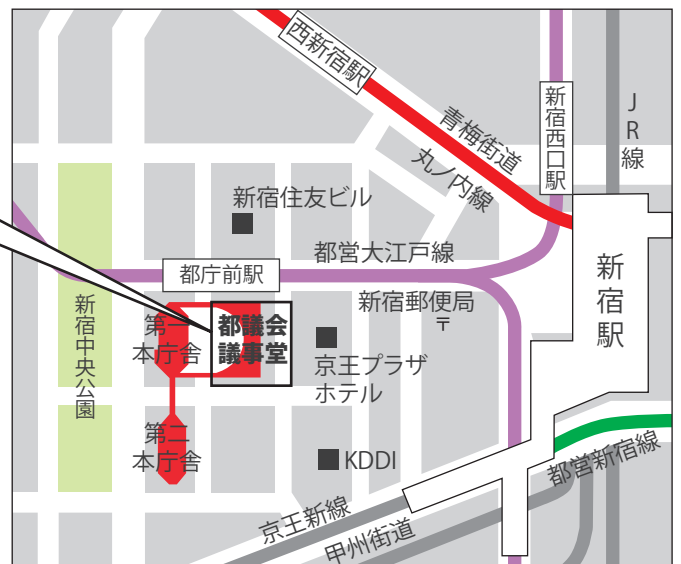 西新宿駅
青梅街道
丸ノ内線
新宿西口駅
JR線
新宿住友ビル
都営大江戸線
都庁前駅
新宿郵便局
〒
新宿駅
新宿中央公園
第一
本庁舎
都議会
議事堂
京王プラザ
ホテル
第二
本庁舎
KDDI
京王新線
甲州街道
都営新宿線